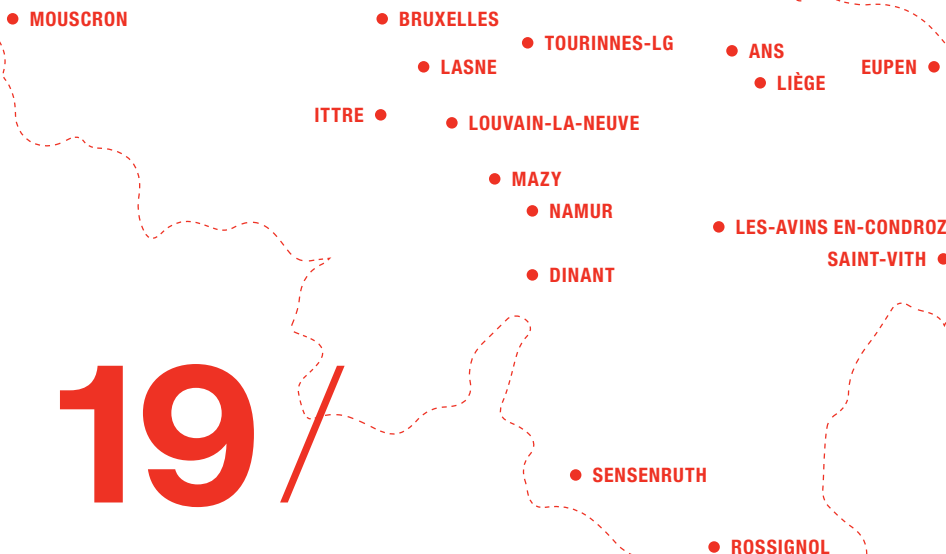 MOUSCRON
BRUXELLES
TOURINNES-LG
ANS
LASNE
EUPEN
LIÈGE
ITTRE
LOUVAIN-LA-NEUVE
MAZY
NAMUR
LES-AVINS EN-CONDROZ
SAINT-VITH
DINANT
19/
SENSENRUTH
ROSSIGNOL